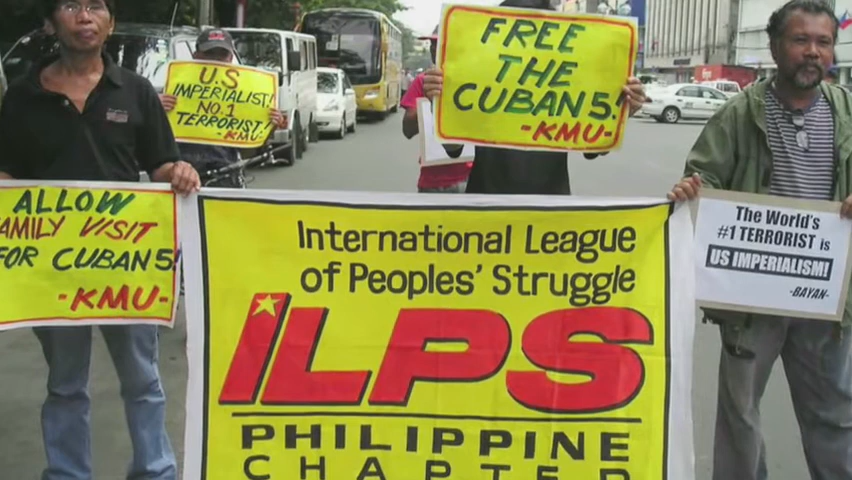 U.S.
IMPERIALIST!
NO.1
TERRORIST!
-KMU-
FREE
THE
CUBAN 5.
-KMU-
ALLOW
FAMILY VISIT
FOR CUBAN 5!
-KMU-
International League
of Peoples' Struggle
ILPS
PHILIPPINE
CHAPTER
The World's
#1 TERRORIST is
US IMPERIALISM!
-BAYAN-